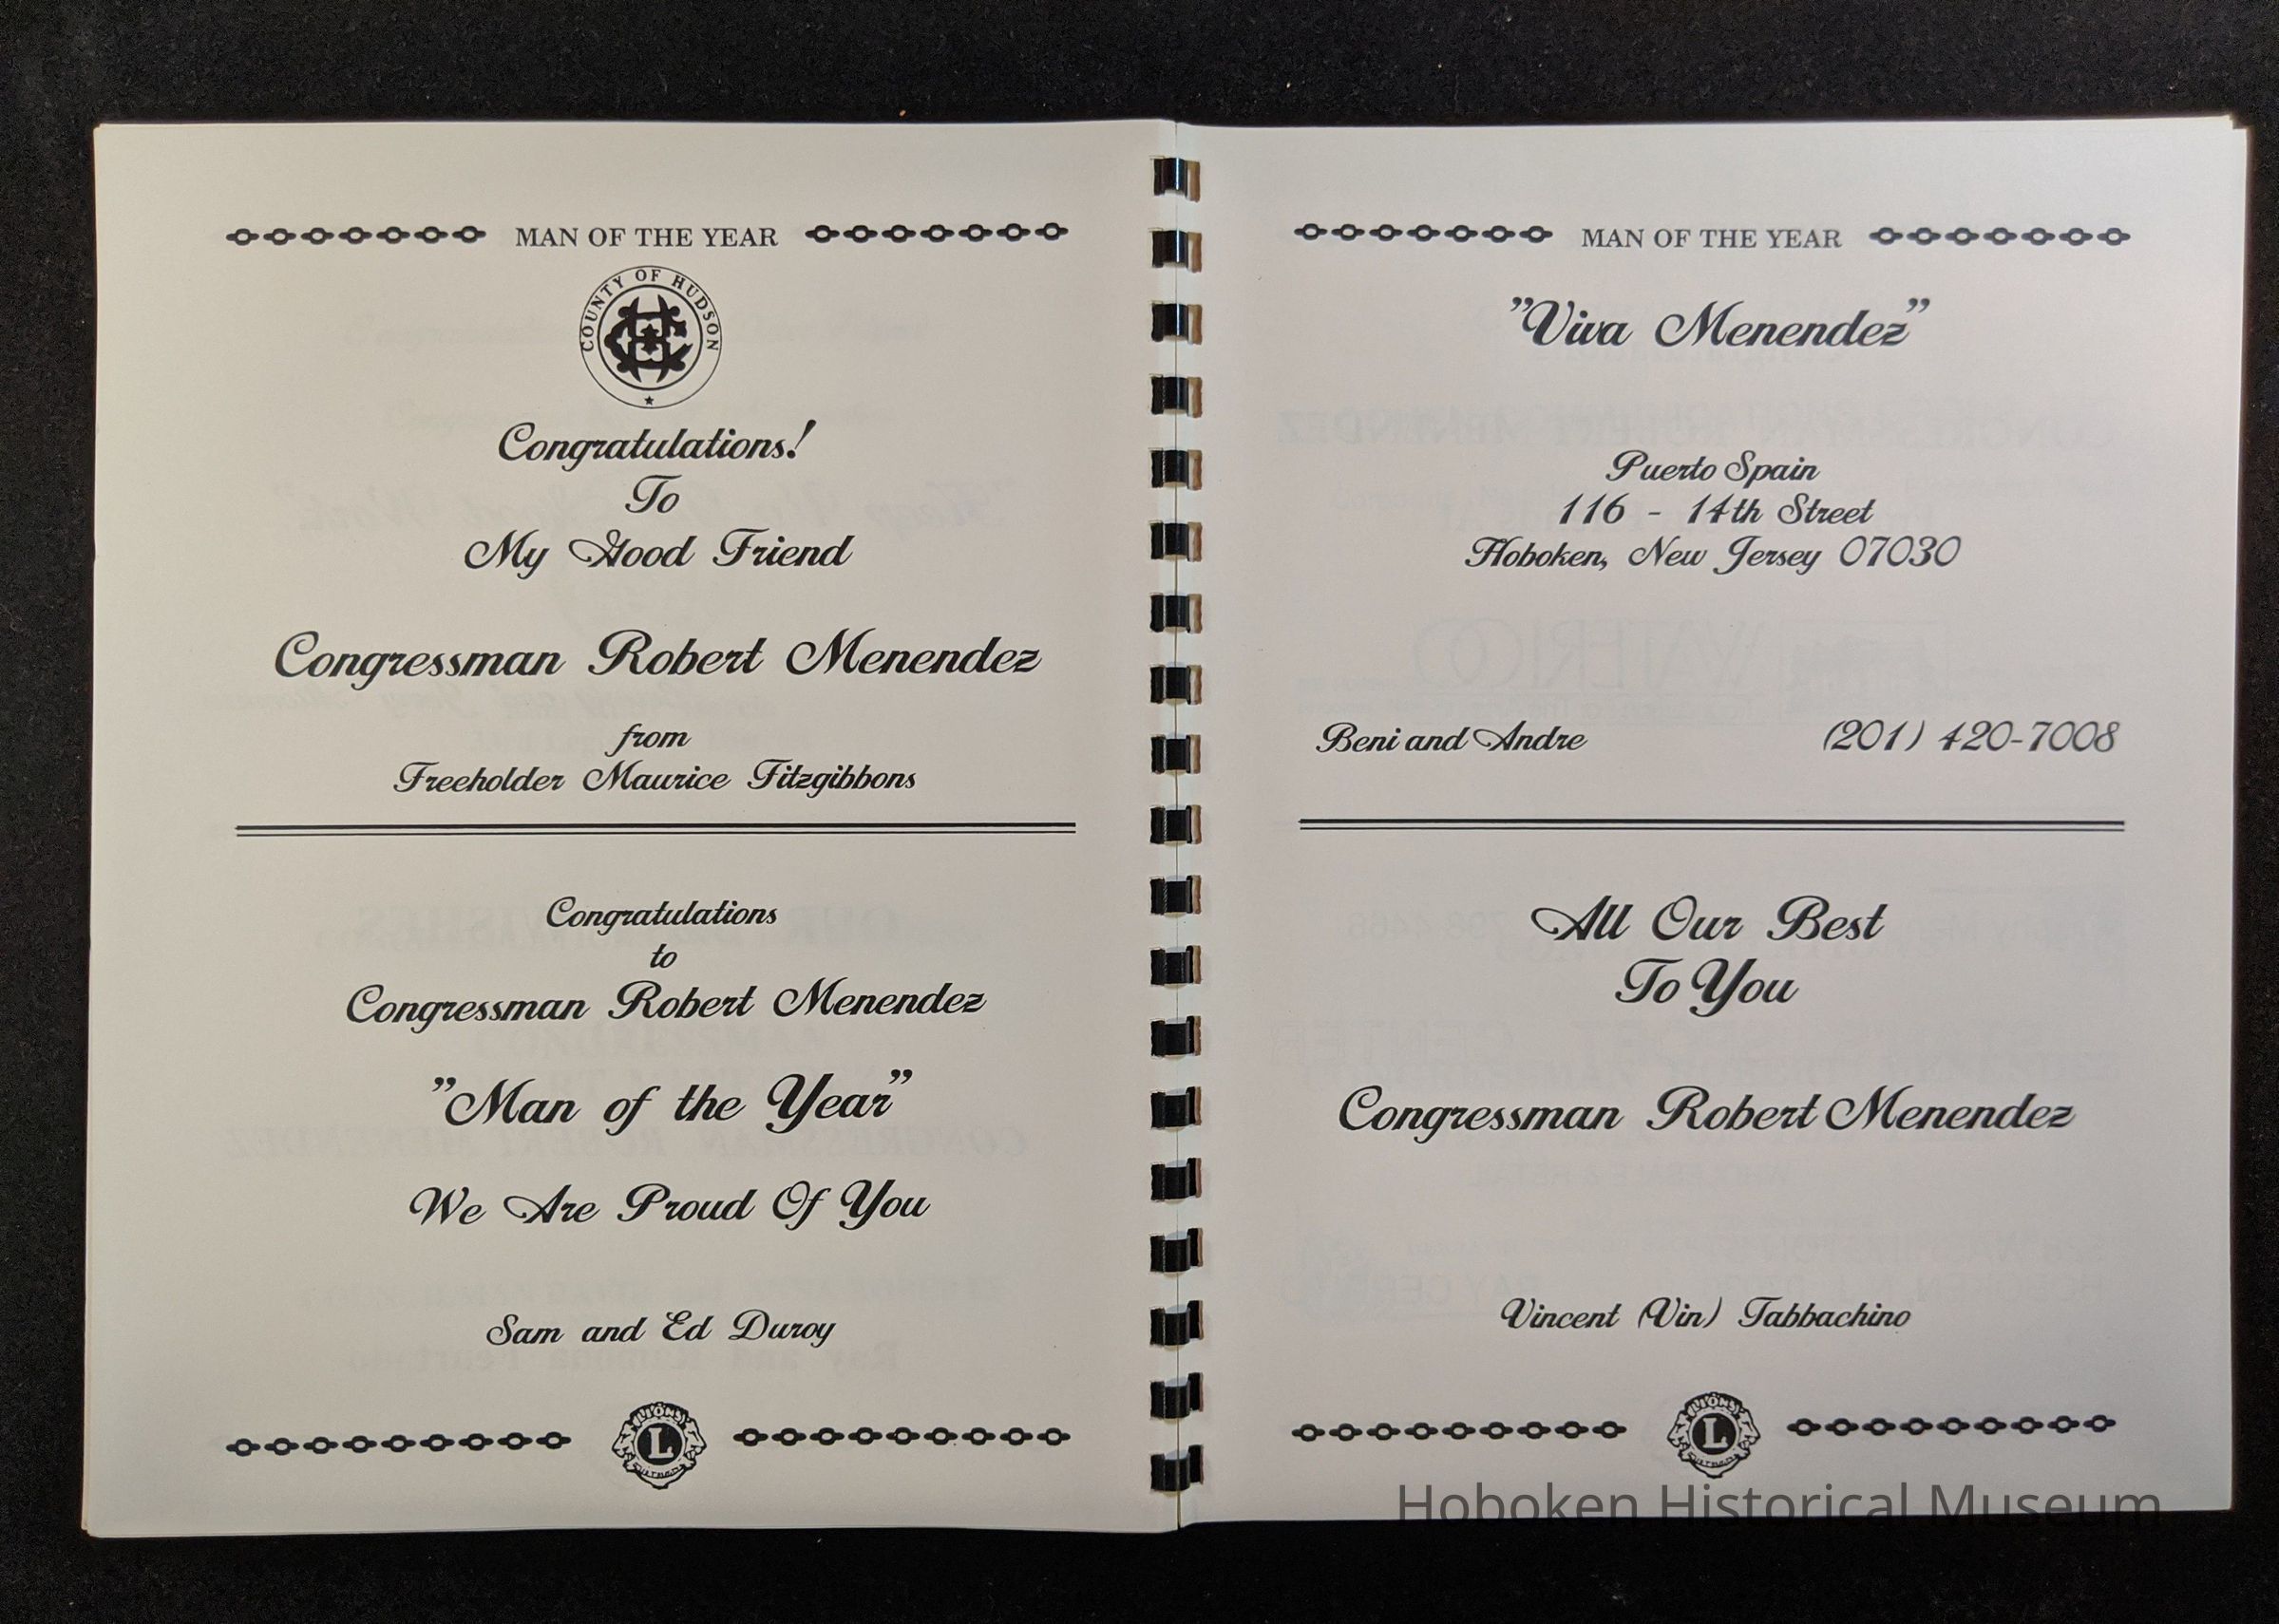 MAN OF THE YEAR
COUNTY OF HUDSON
Congratulations!
To
My Good Friend
Congressman Robert Menendez
from
Freeholder Maurice Fitzgibbons
Congratulations
to
Congressman Robert Menendez
"Man of the Year"
We Are Proud Of You
Sam and Ed Duroy
LIONS
L
MAN OF THE YEAR
"Viva Menendez"
Puerto Spain
116 - 14th Street
Hoboken, New Jersey 07030
Beni and Andre (201) 420-7008
All Our Best
To You
Congressman Robert Menendez
Vincent (Vin) Tabbachino
LIONS
L
Hoboken Historical Museum